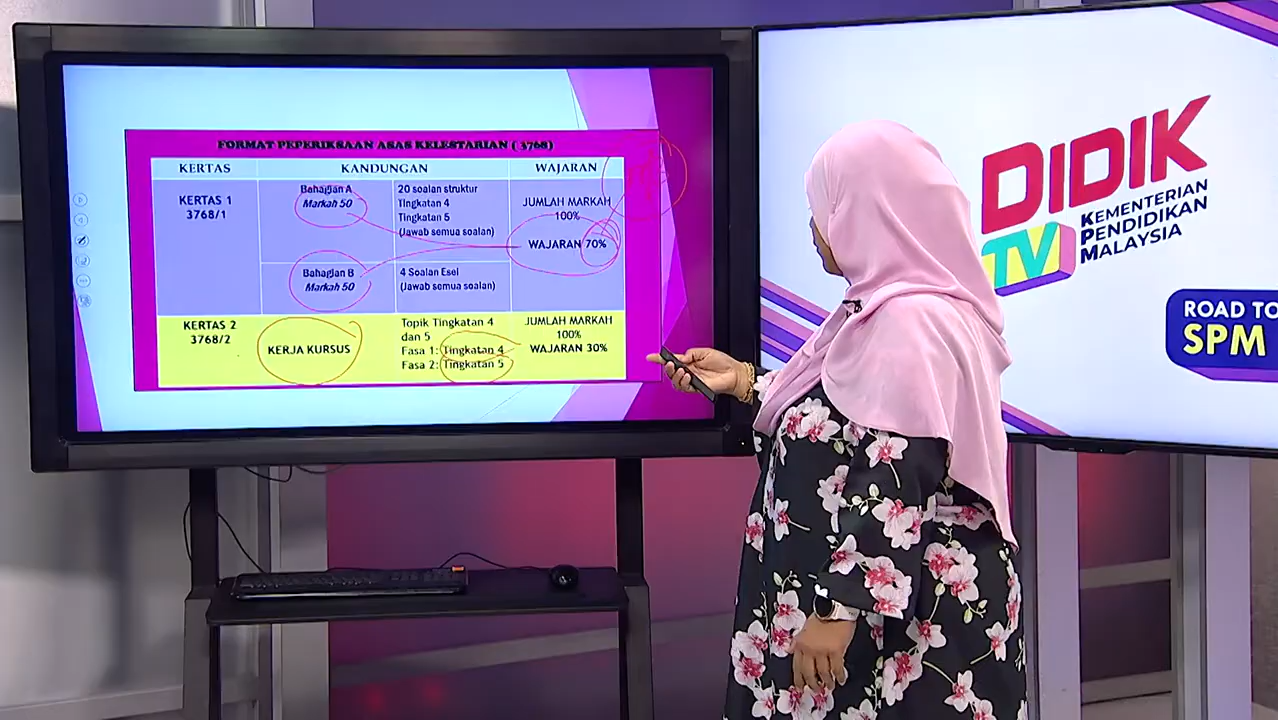 FORMAT PEPERIKSAAN ASAS KELESTARIAN ( 3768)
KERTAS
KANDUNGAN
WAJARAN
KERTAS 1
3768/1
Bahagian A
Markah 50
20 soalan struktur
Tingkatan 4
Tingkatan 5
(Jawab semua soalan)
JUMLAH MARKAH
100%
WAJARAN 70%
Bahagian B
Markah 50
4 Soalan Esei
(Jawab semua soalan)
KERTAS 2
3768/2
KERJA KURSUS
Topik Tingkatan 4
dan 5
Fasa 1: Tingkatan 4
Fasa 2: Tingkatan 5
JUMLAH MARKAH
100%
WAJARAN 30%
DIDIK
TV
KEMENTERIAN
PENDIDIKAN
MALAYSIA
ROAD TO
SPM